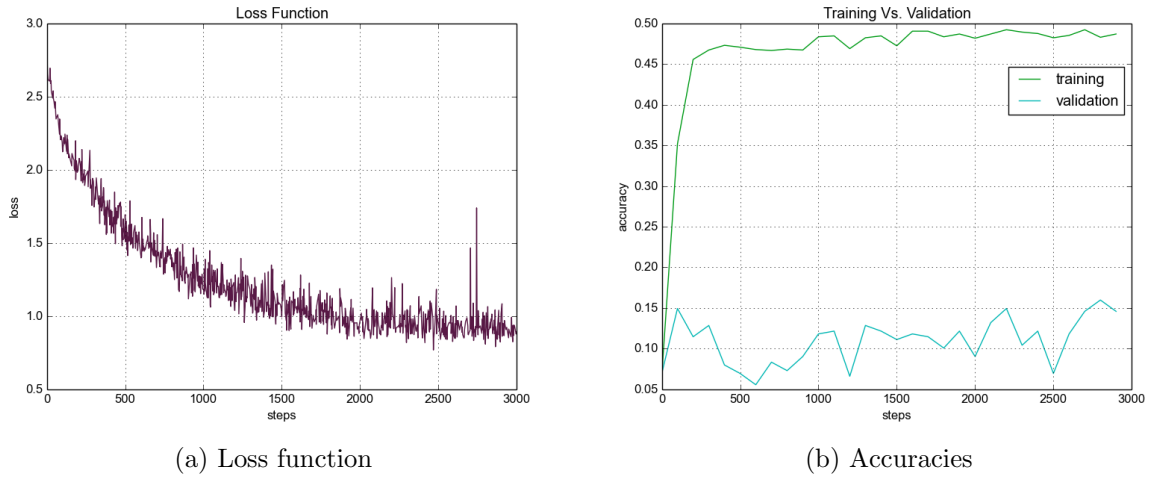 Loss Function
3.0
2.5
2.0
1.5
1.0
0.5
loss
0 500 1000 1500 2000 2500 3000
steps
(a) Loss function
Training Vs. Validation
0.50
0.45
0.40
0.35
0.30
0.25
0.20
0.15
0.10
0.05
accuracy
training
validation
0 500 1000 1500 2000 2500 3000
steps
(b) Accuracies